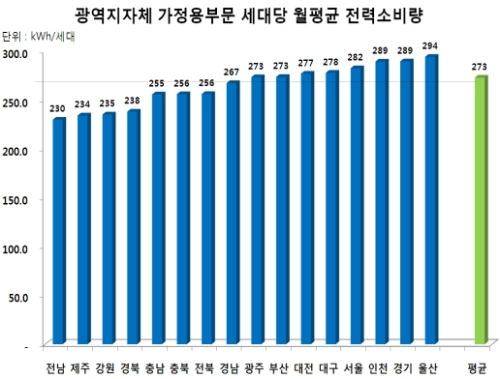 광역지자체 가정용부문 세대당 월평균 전력소비량
단위 : kWh/세대
300.0
250.0
200.0
150.0
100.0
50.0
-
230 234 235 238 255 256 256 267 273 273 277 278 282 289 289 294 273
전남 제주 강원 경북 충남 충북 전북 경남 광주 부산 대전 대구 서울 인천 경기 울산 평균